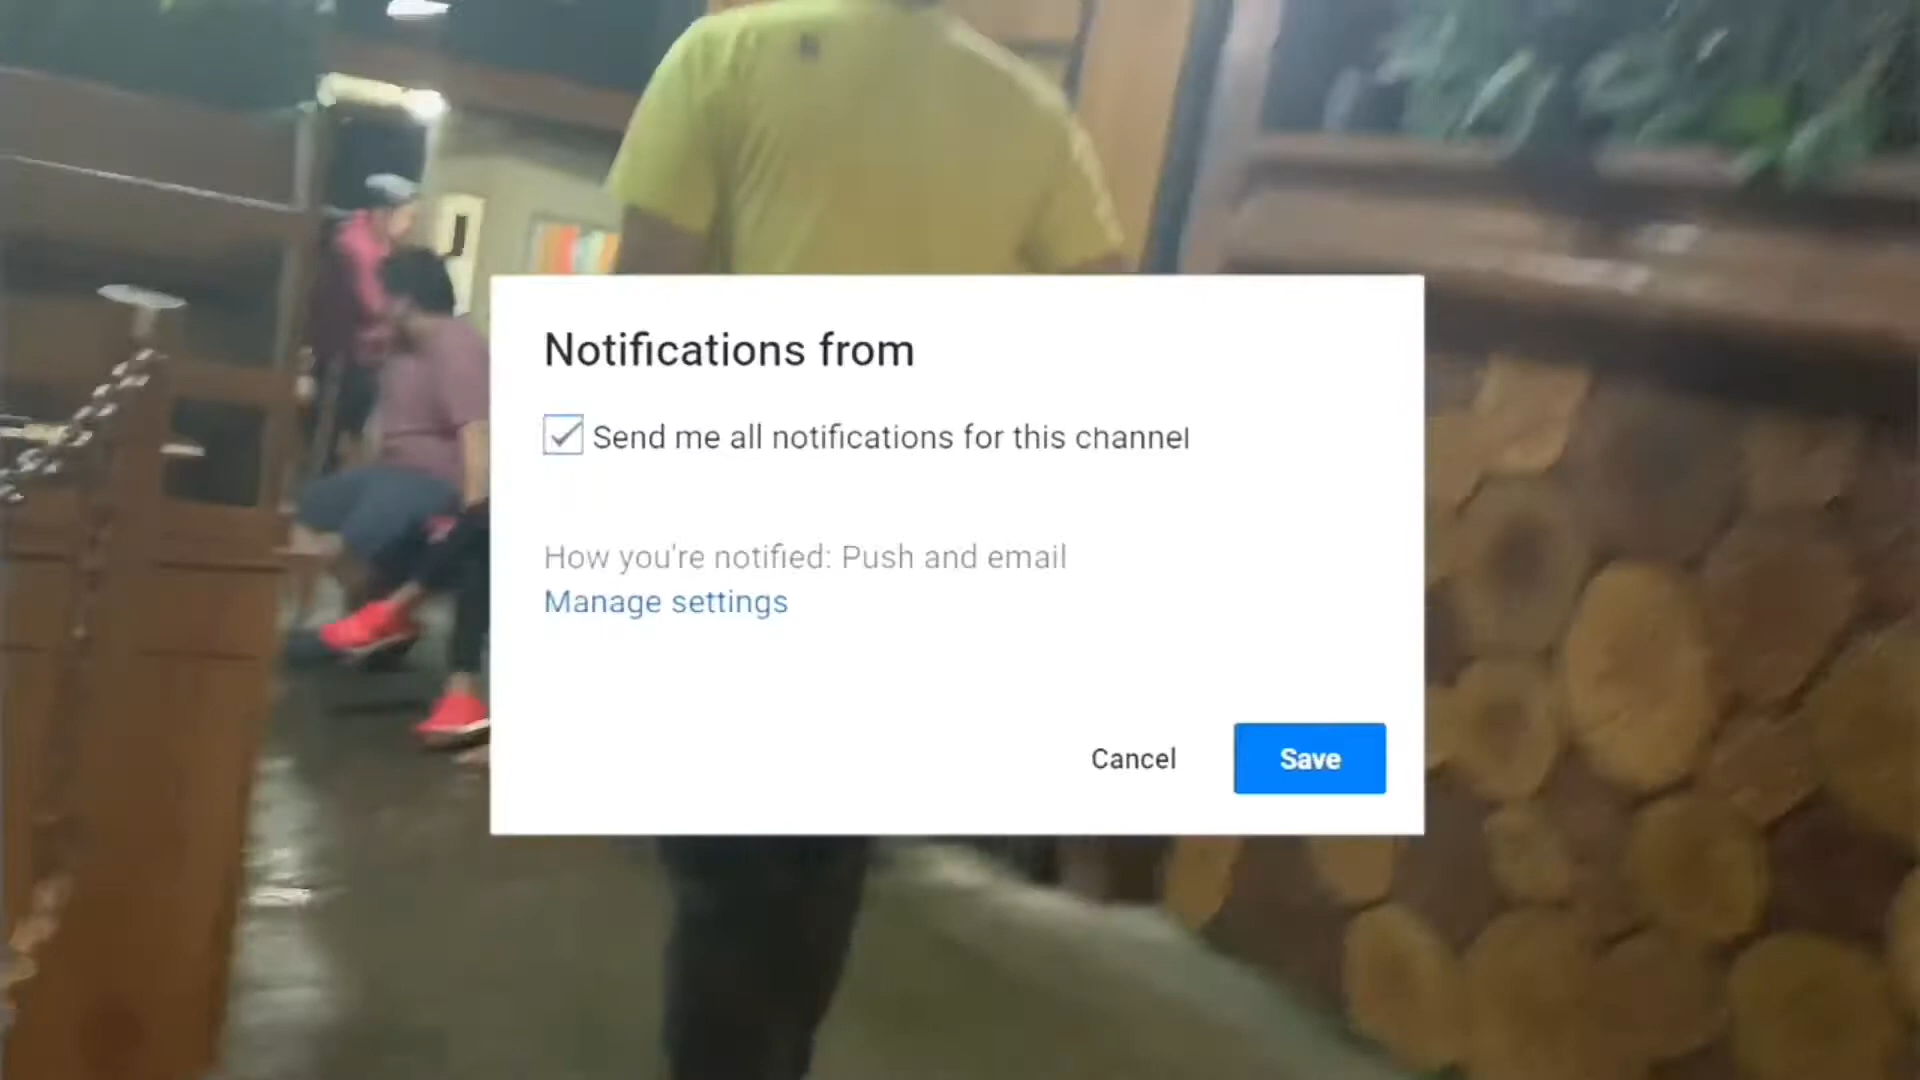 Notifications from
Send me all notifications for this channel
How you're notified: Push and email
Manage settings
Cancel
Save